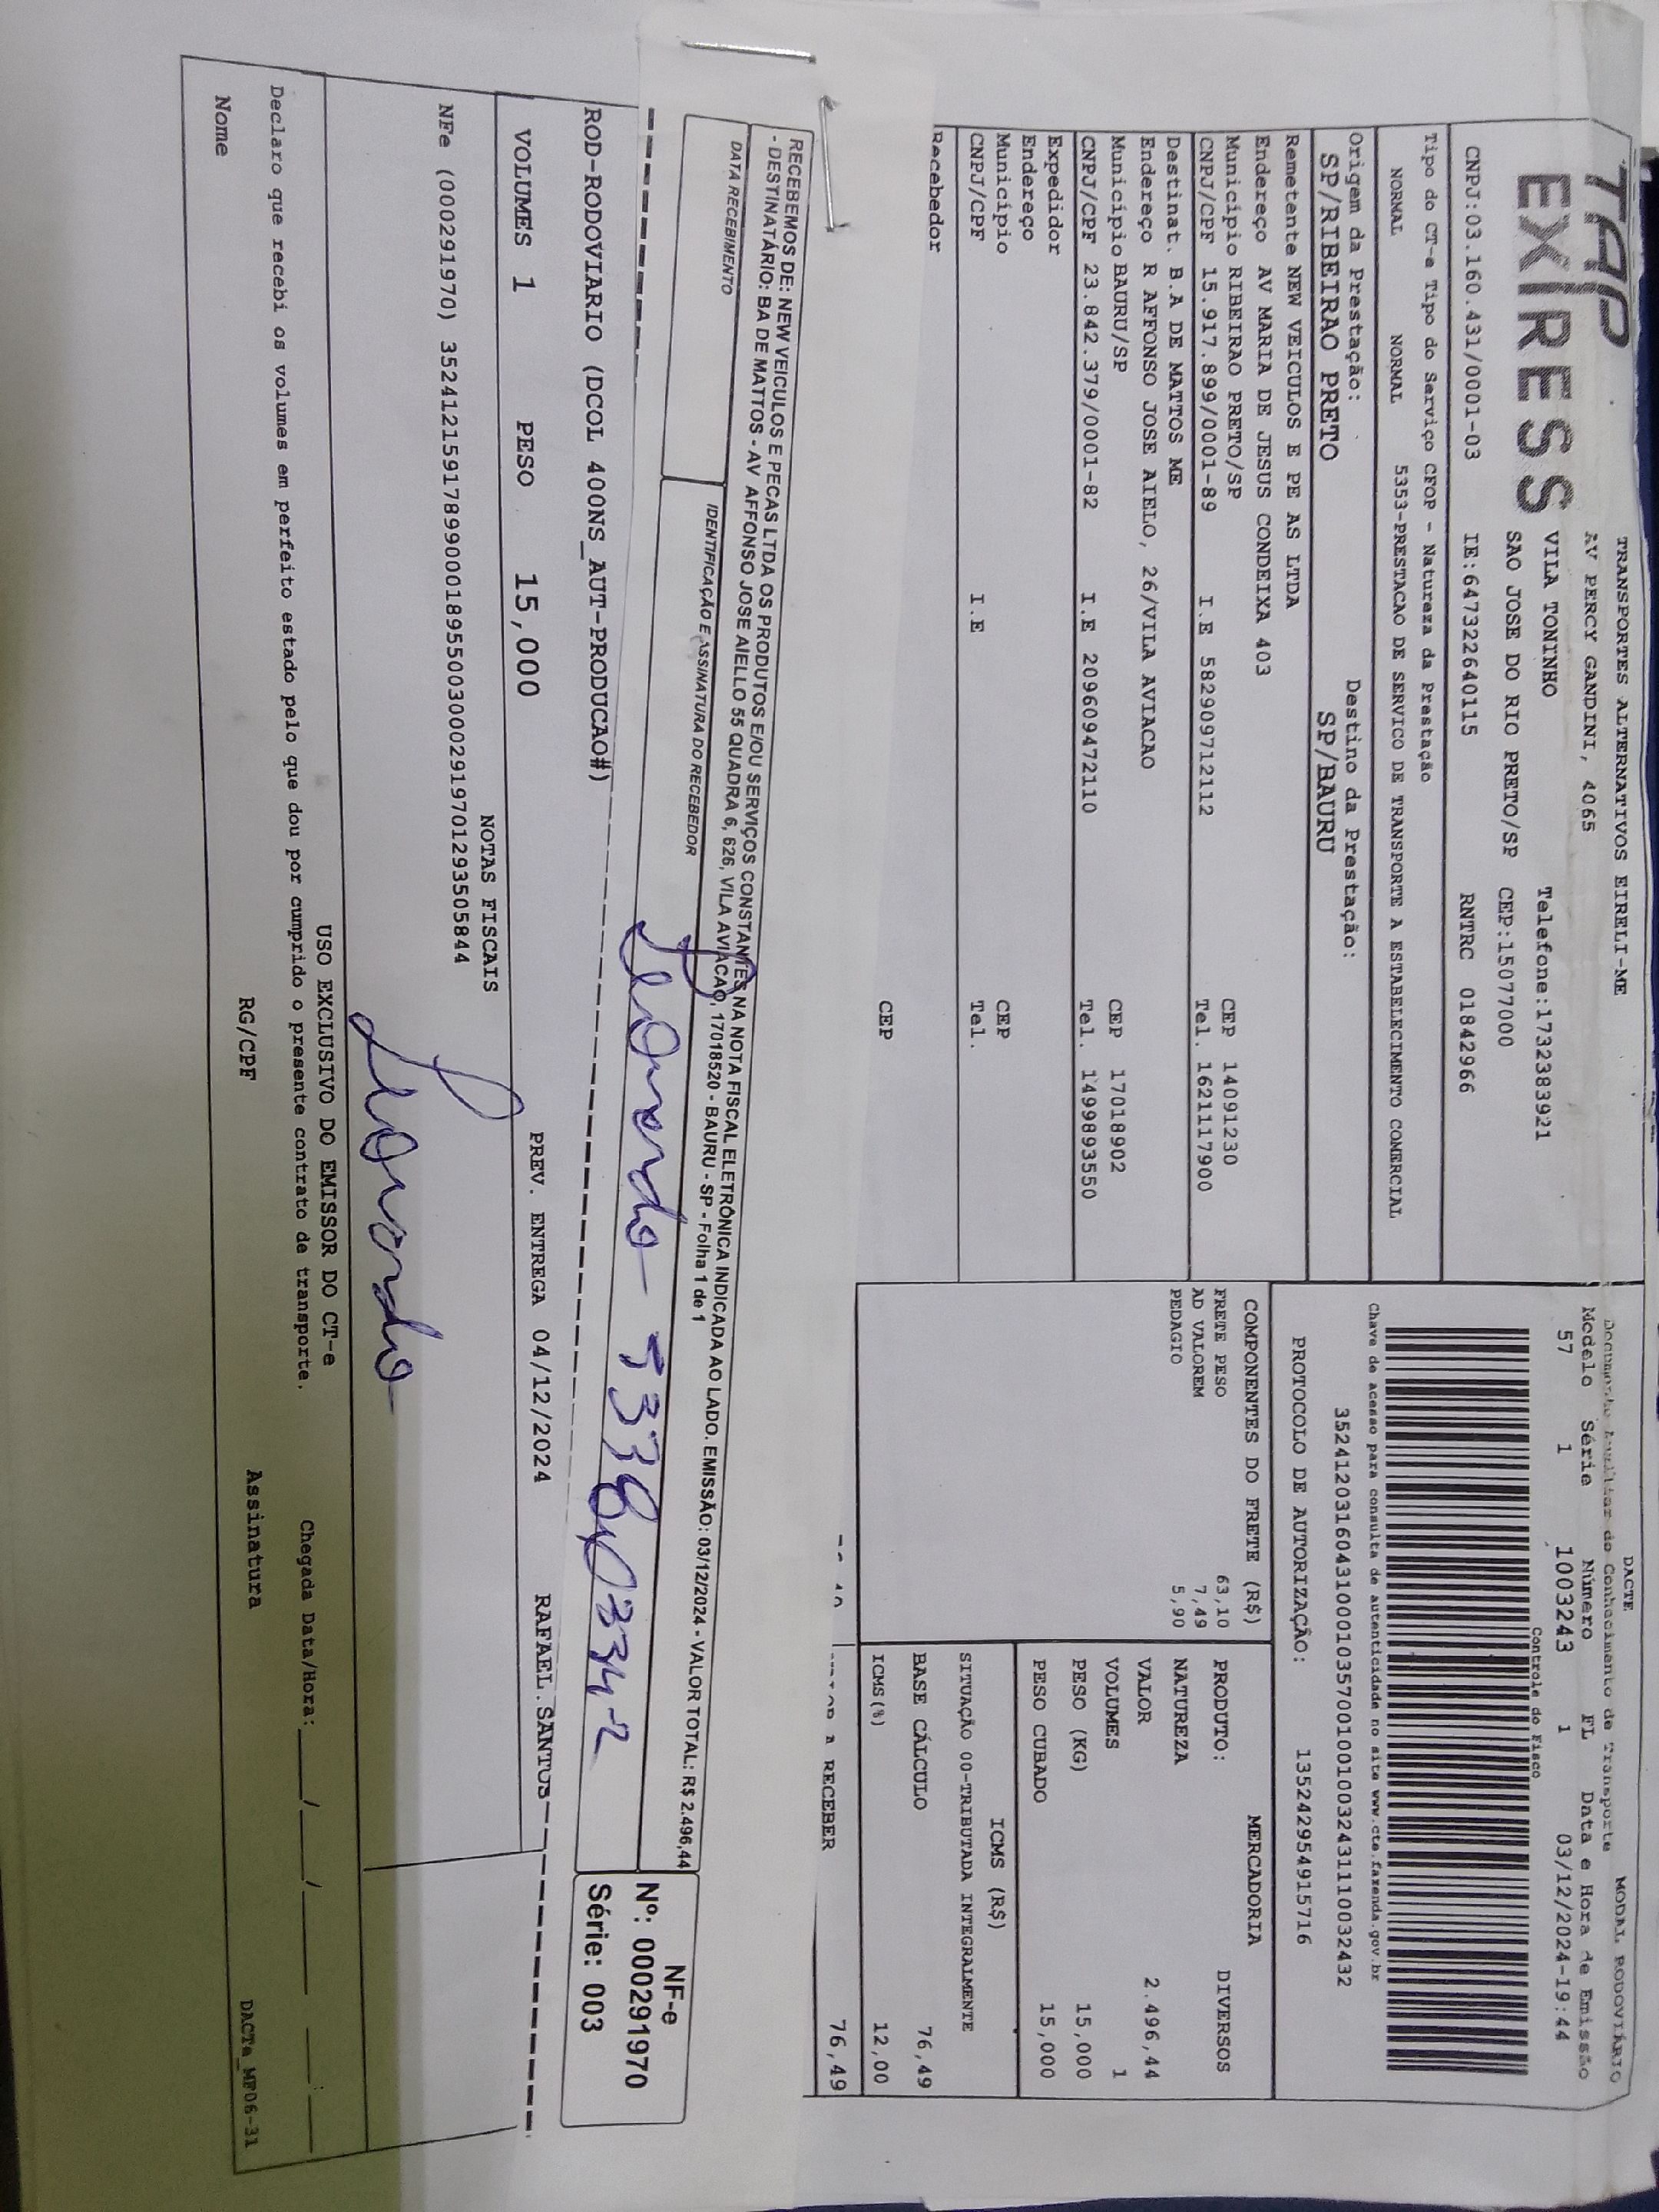 TAP
EXPRESS
TRANSPORTES ALTERNATIVOS EIRELI-ME
AV PERCY GANDINI, 4065
VILA TONINHO Telefone:1732383921
SAO JOSE DO RIO PRETO/SP CEP:15077000
CNPJ:03.160.431/0001-03 IE:647322640115 RNTRC 01842966
Tipo do CT-e Tipo do Serviço CFOP - Natureza da Prestação
NORMAL NORMAL 5353-PRESTACAO DE SERVICO DE TRANSPORTE A ESTABELECIMENTO COMERCIAL
Origem da Prestação: Destino da Prestação:
SP/RIBEIRAO PRETO SP/BAURU
DACTE MODAL RODOVIÁRIO
Documento Auxiliar do Conhecimento de Transporte
Modelo Série Número FL Data e Hora de Emissão
57 1 1003243 1 03/12/2024-19:44
Controle do Fisco
Chave de acesso para consulta de autenticidade no site www.cte.fazenda.gov.br
35241203160431000103570010010032431110032432
PROTOCOLO DE AUTORIZAÇÃO: 135242954915716
Remetente NEW VEICULOS E PE AS LTDA
Endereço AV MARIA DE JESUS CONDEIXA 403
Município RIBEIRAO PRETO/SP CEP 14091230
CNPJ/CPF 15.917.899/0001-89 I.E 582909712112 Tel. 1621117900
Destinat. B.A DE MATTOS ME
Endereço R AFFONSO JOSE AIELO, 26/VILA AVIACAO
Município BAURU/SP CEP 17018902
CNPJ/CPF 23.842.379/0001-82 I.E 209609472110 Tel. 14998993550
Expedidor
Endereço
Município CEP
CNPJ/CPF I.E Tel.
Recebedor
CEP
COMPONENTES DO FRETE (R$)
FRETE PESO 63,10
AD VALOREM 7,49
PEDAGIO 5,90
MERCADORIA
PRODUTO: DIVERSOS
NATUREZA
VALOR 2.496,44
VOLUMES 1
PESO (KG) 15,000
PESO CUBADO 15,000
ICMS (R$)
SITUAÇÃO 00-TRIBUTADA INTEGRALMENTE
BASE CÁLCULO 76,49
ICMS(%) 12,00
A RECEBER 76,49
RECEBEMOS DE: NEW VEICULOS E PECAS LTDA OS PRODUTOS E/OU SERVIÇOS CONSTANTES NA NOTA FISCAL ELETRÔNICA INDICADA AO LADO. EMISSÃO: 03/12/2024 - VALOR TOTAL: R$ 2.496,44
- DESTINATÁRIO: BA DE MATTOS - AV AFFONSO JOSE AIELLO 55 QUADRA 6, 626, VILA AVIACAO, 17018520 - BAURU - SP - Folha 1 de 1
DATA RECEBIMENTO IDENTIFICAÇÃO E ASSINATURA DO RECEBEDOR
Leonardo
NF-e
Nº: 000291970
Série: 003
ROD-RODOVIARIO (DCOL 400NS_AUT-PRODUCAO#)
VOLUMES 1 PESO 15,000 PREV. ENTREGA 04/12/2024 RAFAEL.SANTOS
NOTAS FISCAIS
NFe (000291970) 35241215917899000189550030002919701293505844
Leonardo
USO EXCLUSIVO DO EMISSOR DO CT-e
Declaro que recebi os volumes em perfeito estado pelo que dou por cumprido o presente contrato de transporte. Chegada Data/Hora:____/____/____ ___:___
Nome RG/CPF Assinatura
DACTe_MF06-31